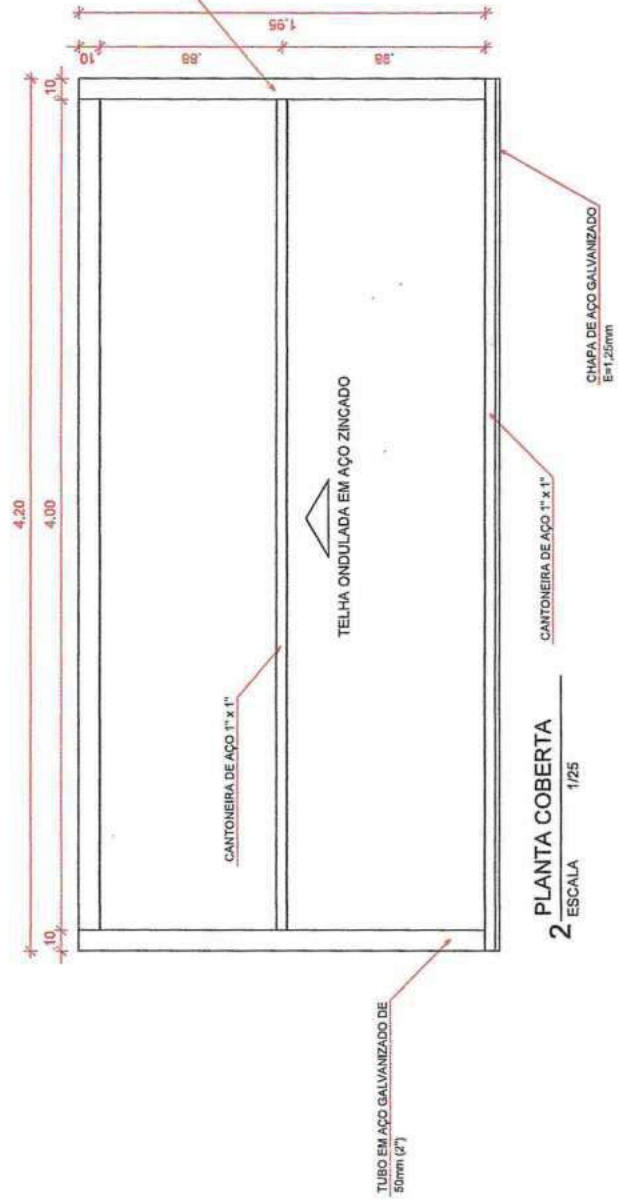 4.20
4.00
10
10
10
.88
.98
1.95
CANTONEIRA DE AÇO 1" x 1"
TELHA ONDULADA EM AÇO ZINCADO
TUBO EM AÇO GALVANIZADO DE
50mm (2")
CANTONEIRA DE AÇO 1" x 1"
CHAPA DE AÇO GALVANIZADO
E=1,25mm
2 PLANTA COBERTA
ESCALA 1/25